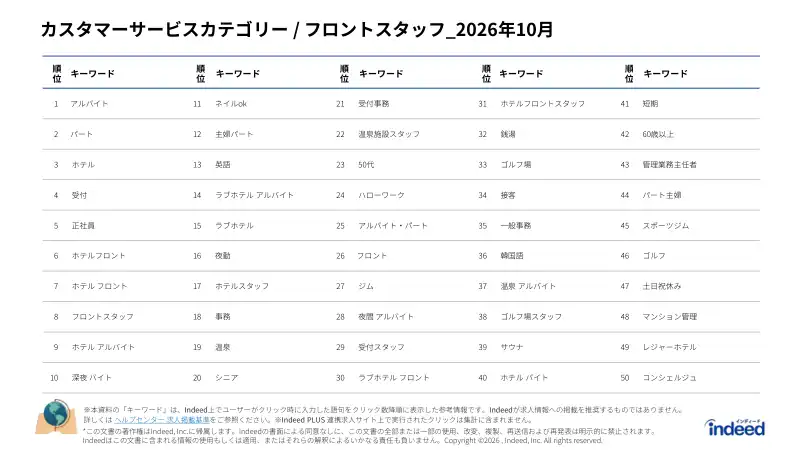 カスタマーサービスカテゴリー / フロントスタッフ_2026年10月
順位 キーワード 順位 キーワード 順位 キーワード 順位 キーワード 順位 キーワード
1 アルバイト 11 ネイルok 21 受付事務 31 ホテルフロントスタッフ 41 短期
2 パート 12 主婦パート 22 温泉施設スタッフ 32 銭湯 42 60歳以上
3 ホテル 13 英語 23 50代 33 ゴルフ場 43 管理業務主任者
4 受付 14 ラブホテル アルバイト 24 ハローワーク 34 接客 44 パート主婦
5 正社員 15 ラブホテル 25 アルバイト・パート 35 一般事務 45 スポーツジム
6 ホテルフロント 16 夜勤 26 フロント 36 韓国語 46 ゴルフ
7 ホテル フロント 17 ホテルスタッフ 27 ジム 37 温泉 アルバイト 47 土日祝休み
8 フロントスタッフ 18 事務 28 夜間 アルバイト 38 ゴルフ場スタッフ 48 マンション管理
9 ホテル アルバイト 19 温泉 29 受付スタッフ 39 サウナ 49 レジャーホテル
10 深夜 バイト 20 シニア 30 ラブホテル フロント 40 ホテル バイト 50 コンシェルジュ
※本資料の「キーワード」は、Indeed上でユーザーがクリック時に入力した語句をクリック数降順に表示した参考情報です。Indeedが求人情報への掲載を推奨するものではありません。
詳しくは ヘルプセンター 求人掲載基準をご参照ください。※Indeed PLUS 連携求人サイト上で実行されたクリックは集計に含まれません。
*この文書の著作権はIndeed, Inc.に帰属します。Indeedの書面による同意なしに、この文書の全部または一部の使用、改変、複製、再送信および再発表は明示的に禁止されます。
Indeedはこの文書に含まれる情報の使用もしくは適用、またはそれらの解釈によるいかなる責任も負いません。Copyright ©2026 , Indeed, Inc. All rights reserved.
インディード
indeed